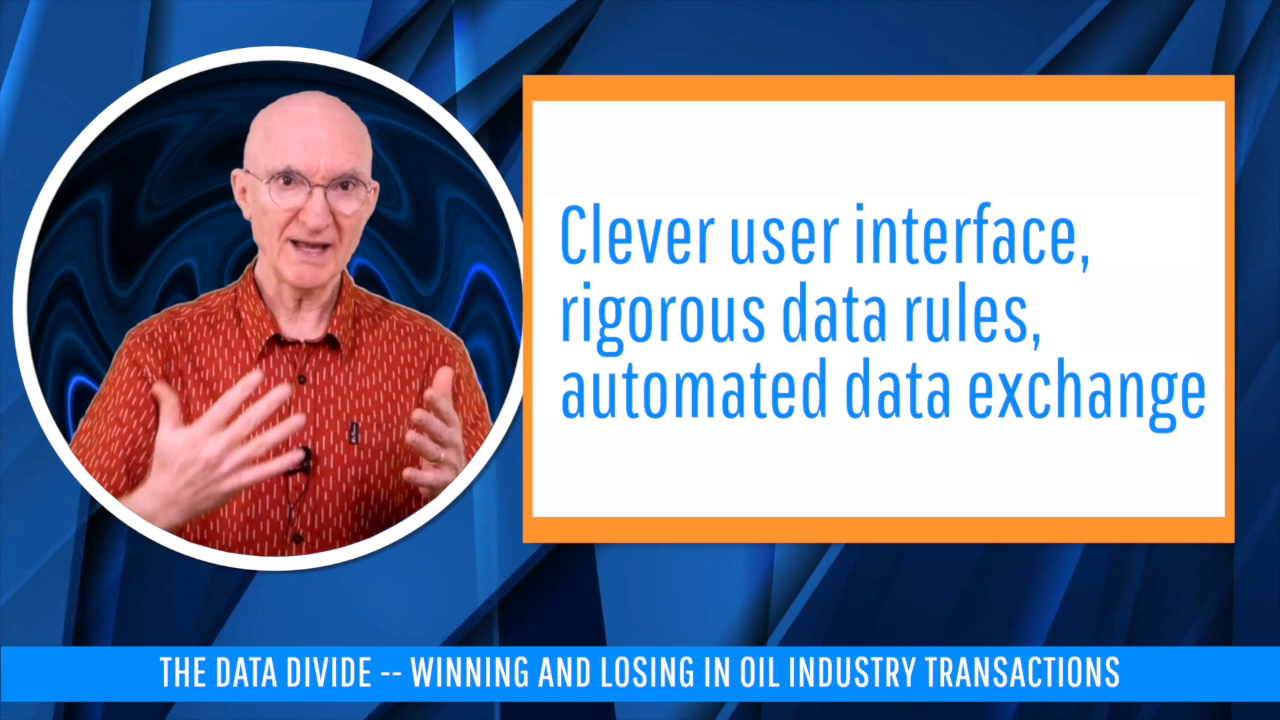 Clever user interface,
rigorous data rules,
automated data exchange
THE DATA DIVIDE -- WINNING AND LOSING IN OIL INDUSTRY TRANSACTIONS